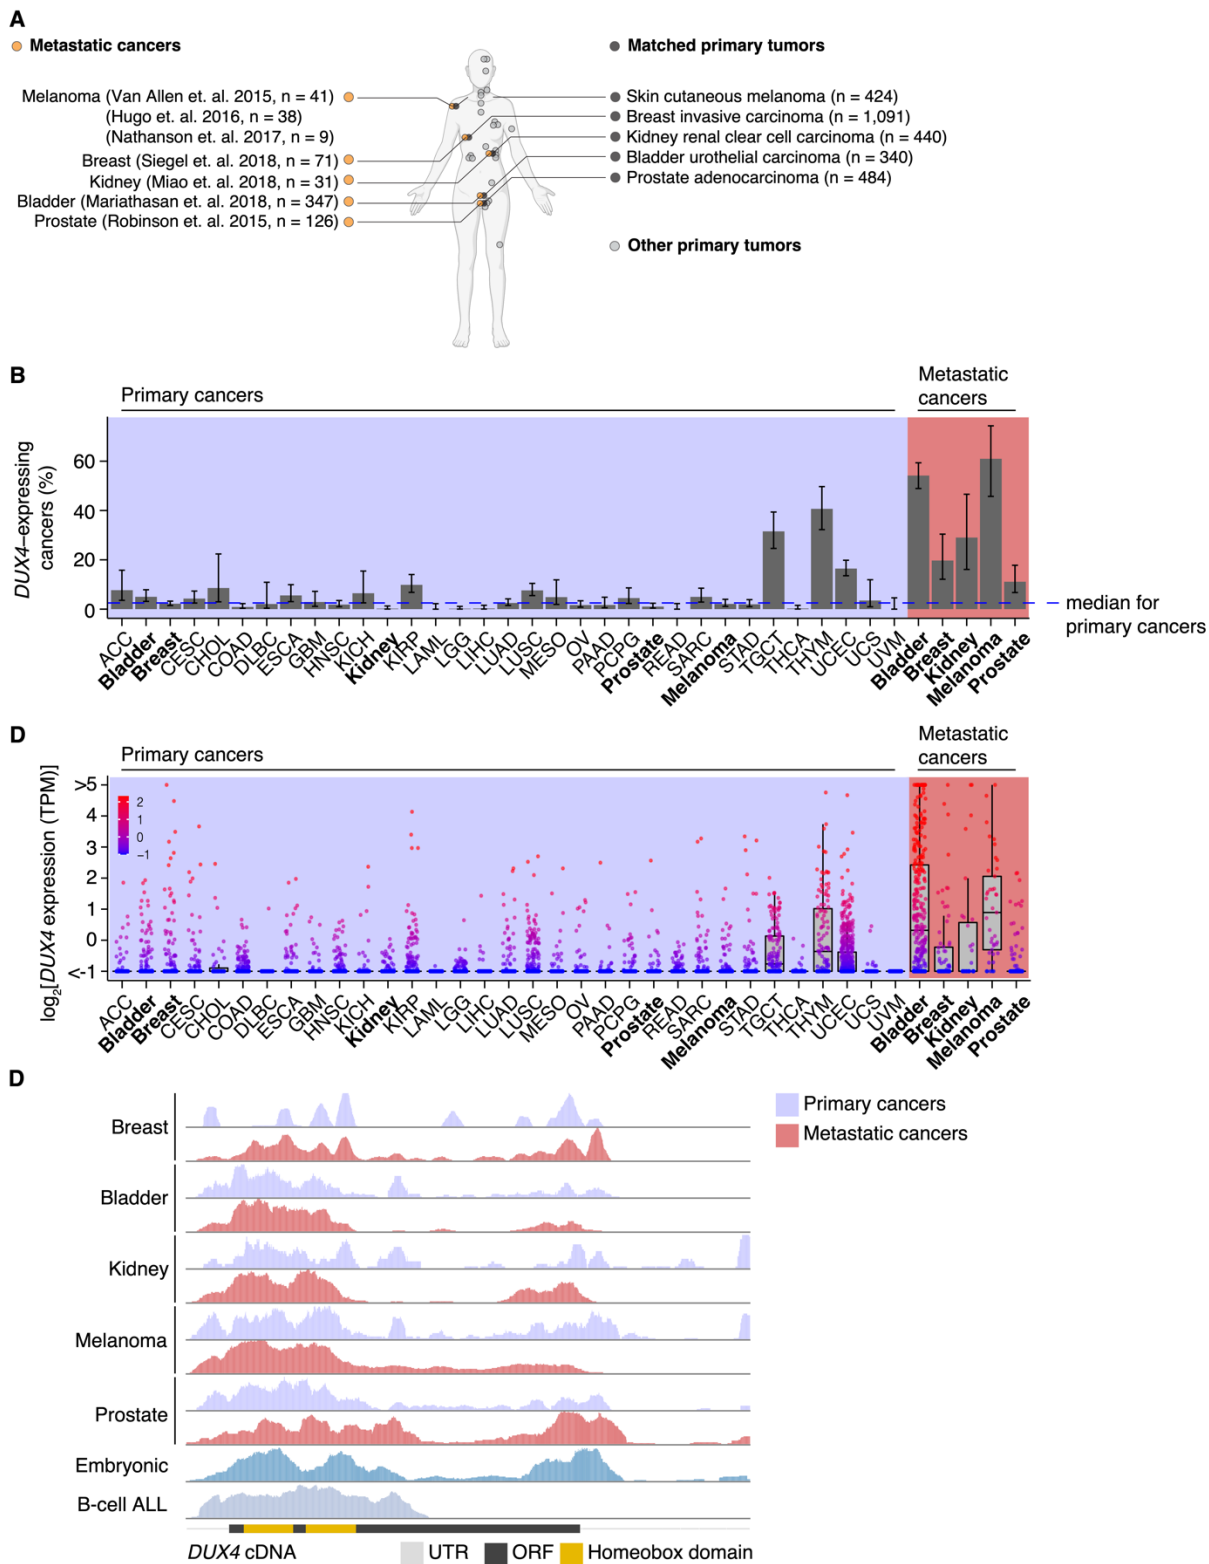 A
Metastatic cancers
Matched primary tumors
Melanoma (Van Allen et. al. 2015, n = 41)
(Hugo et. al. 2016, n = 38)
(Nathanson et. al. 2017, n = 9)
Breast (Siegel et. al. 2018, n = 71)
Kidney (Miao et. al. 2018, n = 31)
Bladder (Mariathasan et. al. 2018, n = 347)
Prostate (Robinson et. al. 2015, n = 126)
Skin cutaneous melanoma (n = 424)
Breast invasive carcinoma (n = 1,091)
Kidney renal clear cell carcinoma (n = 440)
Bladder urothelial carcinoma (n = 340)
Prostate adenocarcinoma (n = 484)
Other primary tumors
B
Primary cancers
Metastatic
cancers
DUX4–expressing
cancers (%)
60
40
20
0
median for
primary cancers
ACC
Bladder
Breast
CESC
CHOL
COAD
DLBC
ESCA
GBM
HNSC
KICH
Kidney
KIRP
LAML
LGG
LIHC
LUAD
LUSC
MESO
OV
PAAD
PCPG
Prostate
READ
SARC
Melanoma
STAD
TGCT
THCA
THYM
UCEC
UCS
UVM
Bladder
Breast
Kidney
Melanoma
Prostate
D
Primary cancers
Metastatic
cancers
log2[DUX4 expression (TPM)]
>5
4
3
2
1
0
<-1
2
1
0
−1
ACC
Bladder
Breast
CESC
CHOL
COAD
DLBC
ESCA
GBM
HNSC
KICH
Kidney
KIRP
LAML
LGG
LIHC
LUAD
LUSC
MESO
OV
PAAD
PCPG
Prostate
READ
SARC
Melanoma
STAD
TGCT
THCA
THYM
UCEC
UCS
UVM
Bladder
Breast
Kidney
Melanoma
Prostate
D
Primary cancers
Metastatic cancers
Breast
Bladder
Kidney
Melanoma
Prostate
Embryonic
B-cell ALL
DUX4 cDNA
UTR
ORF
Homeobox domain